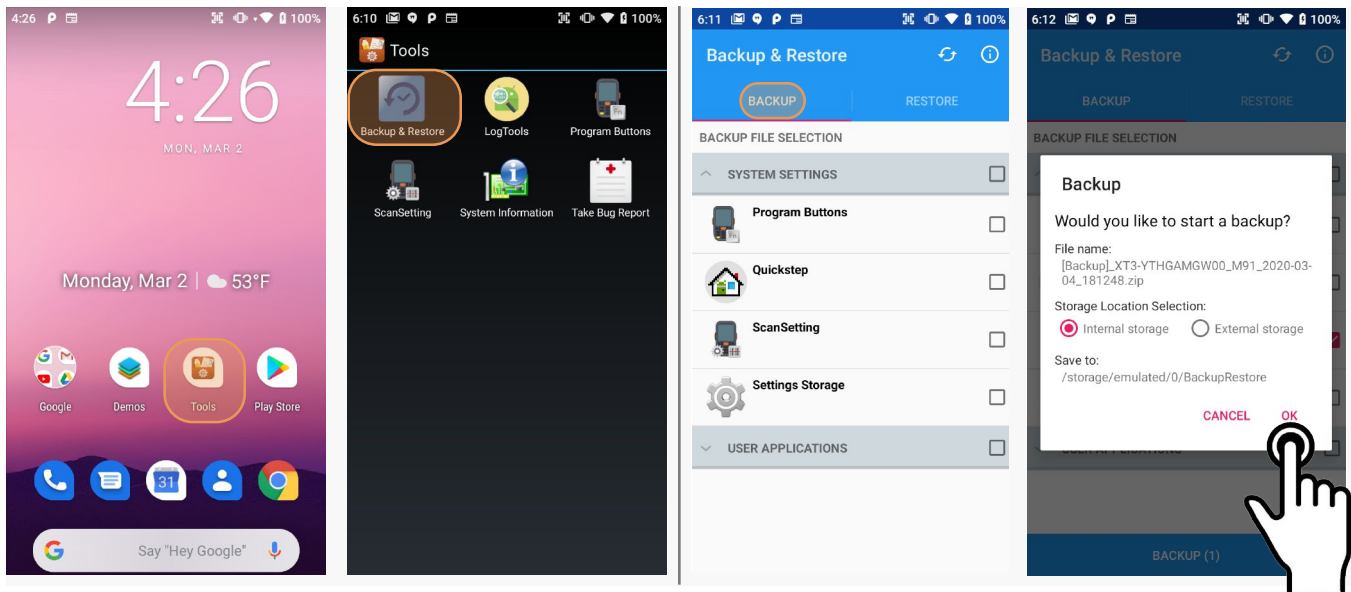 4:26
100%
4:26
MON, MAR 2
Monday, Mar 2
53°F
Google
Demos
Tools
Play Store
31
G
Say "Hey Google"
6:10
100%
Tools
Backup & Restore
LogTools
Program Buttons
Fn
ScanSetting
System Information
Take Bug Report
6:11
100%
Backup & Restore
BACKUP
RESTORE
BACKUP FILE SELECTION
SYSTEM SETTINGS
Program Buttons
Fn
Quickstep
ScanSetting
Settings Storage
USER APPLICATIONS
6:12
100%
Backup & Restore
BACKUP
RESTORE
BACKUP FILE SELECTION
Backup
Would you like to start a backup?
File name:
[Backup]_XT3-YTHGAMGW00_M91_2020-03-
04_181248.zip
Storage Location Selection:
Internal storage
External storage
Save to:
/storage/emulated/0/BackupRestore
CANCEL
OK
BACKUP (1)